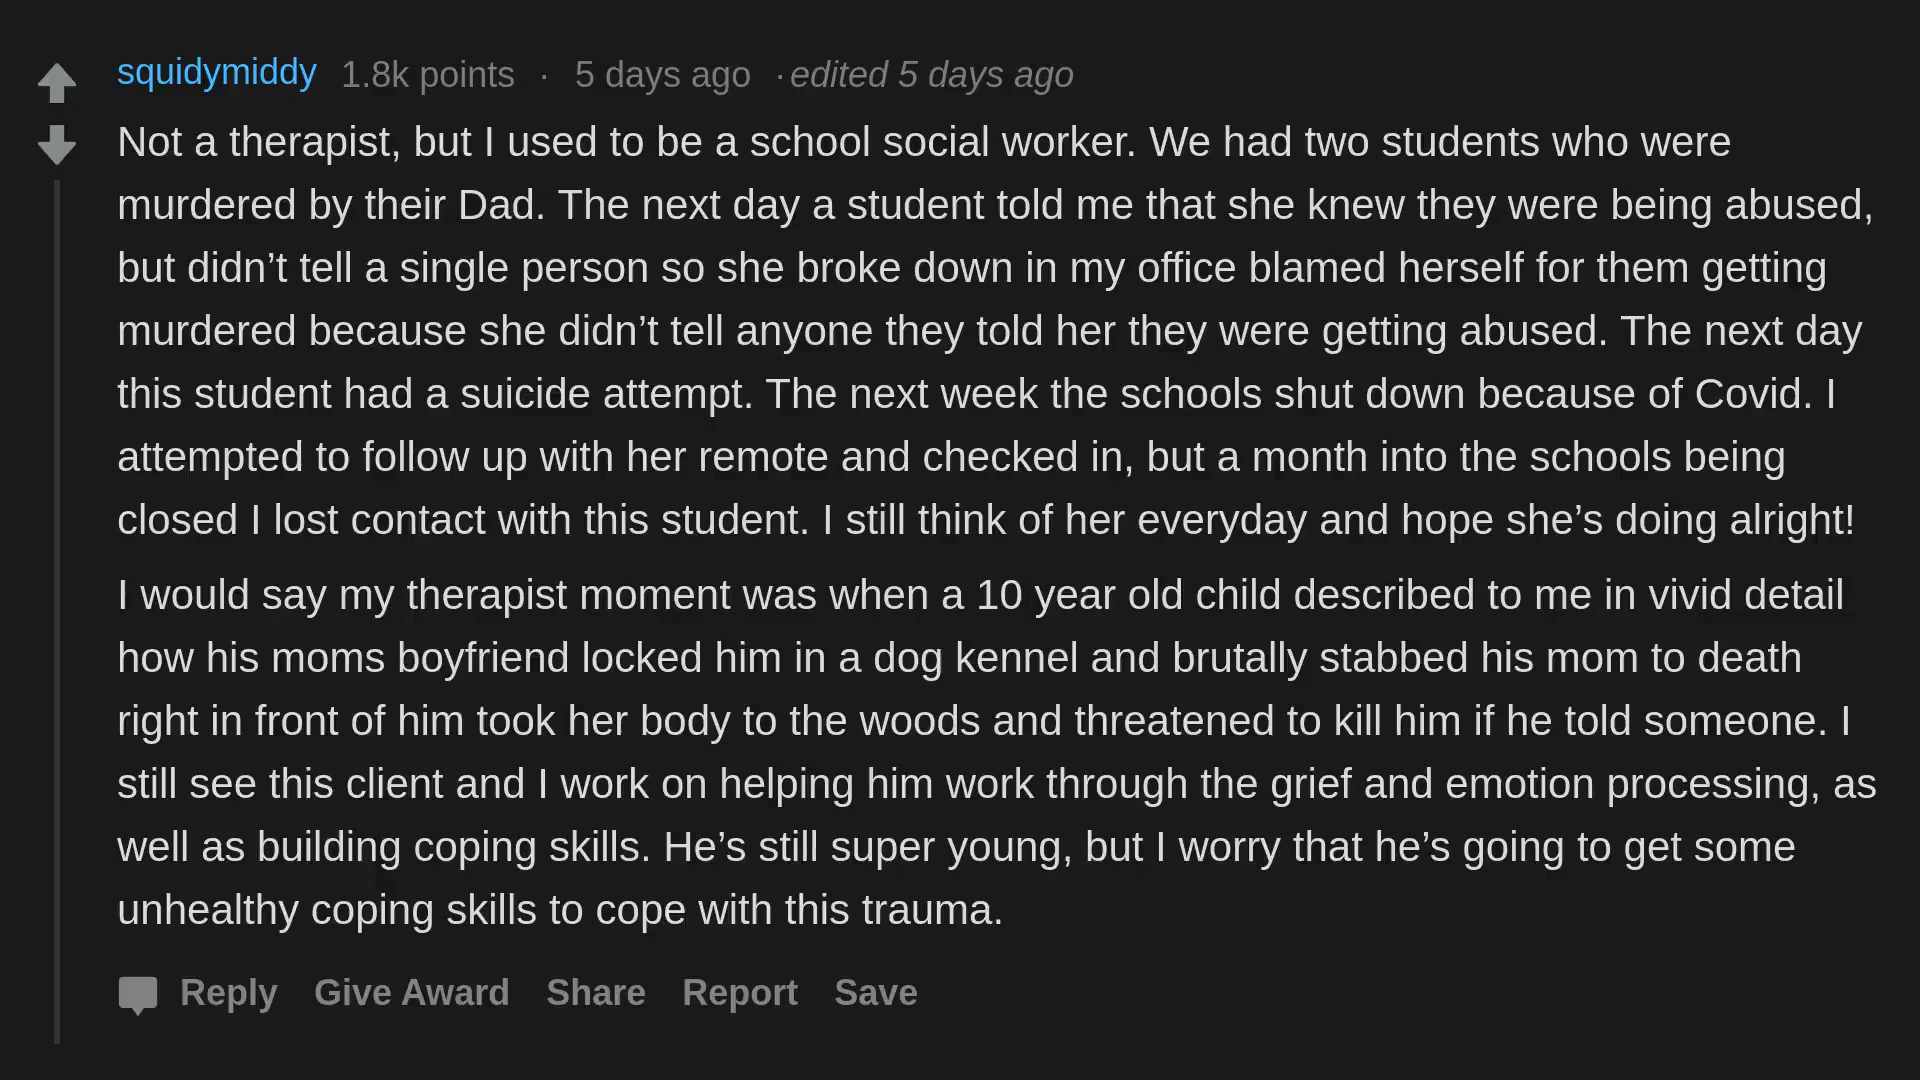 squidymiddy 1.8k points · 5 days ago · edited 5 days ago
Not a therapist, but I used to be a school social worker. We had two students who were
murdered by their Dad. The next day a student told me that she knew they were being abused,
but didn’t tell a single person so she broke down in my office blamed herself for them getting
murdered because she didn’t tell anyone they told her they were getting abused. The next day
this student had a suicide attempt. The next week the schools shut down because of Covid. I
attempted to follow up with her remote and checked in, but a month into the schools being
closed I lost contact with this student. I still think of her everyday and hope she’s doing alright!
I would say my therapist moment was when a 10 year old child described to me in vivid detail
how his moms boyfriend locked him in a dog kennel and brutally stabbed his mom to death
right in front of him took her body to the woods and threatened to kill him if he told someone. I
still see this client and I work on helping him work through the grief and emotion processing, as
well as building coping skills. He’s still super young, but I worry that he’s going to get some
unhealthy coping skills to cope with this trauma.
Reply Give Award Share Report Save